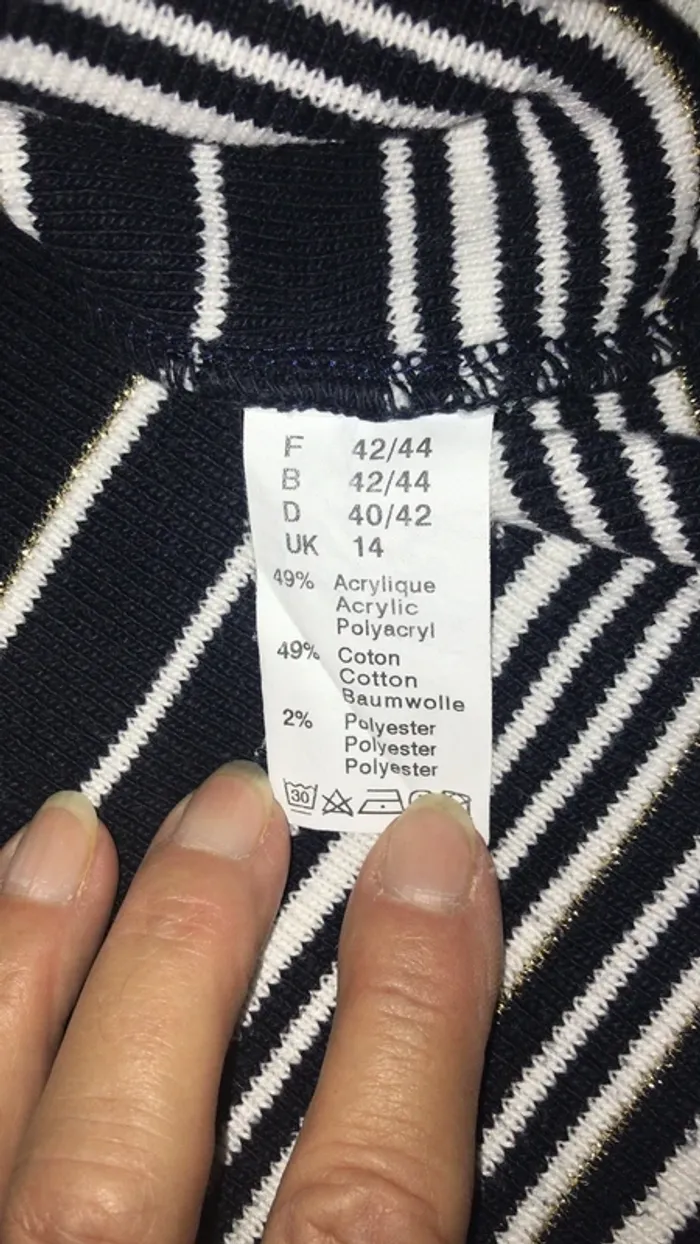 F 42/44
B 42/44
D 40/42
UK 14
49% Acrylique
Acrylic
Polyacryl
49% Coton
Cotton
Baumwolle
2% Polyester
Polyester
Polyester
30